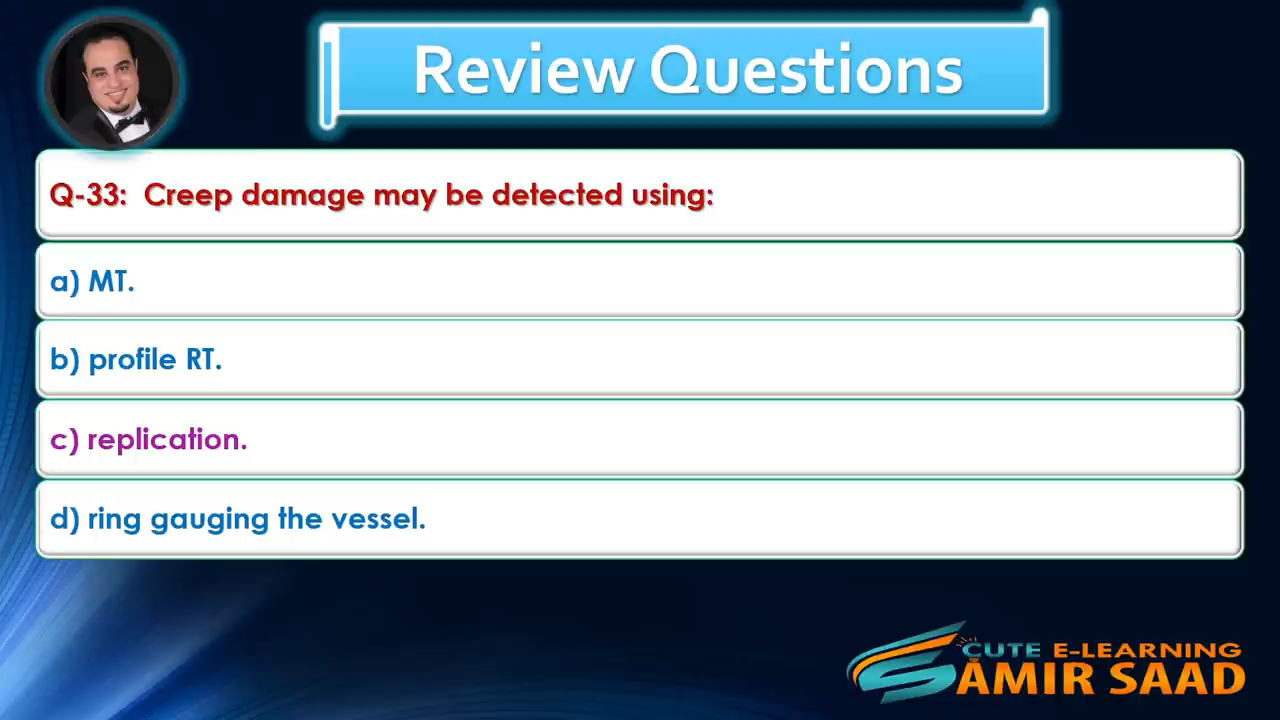 Review Questions
Q-33: Creep damage may be detected using:
a) MT.
b) profile RT.
c) replication.
d) ring gauging the vessel.
CUTE E-LEARNING
AMIR SAAD